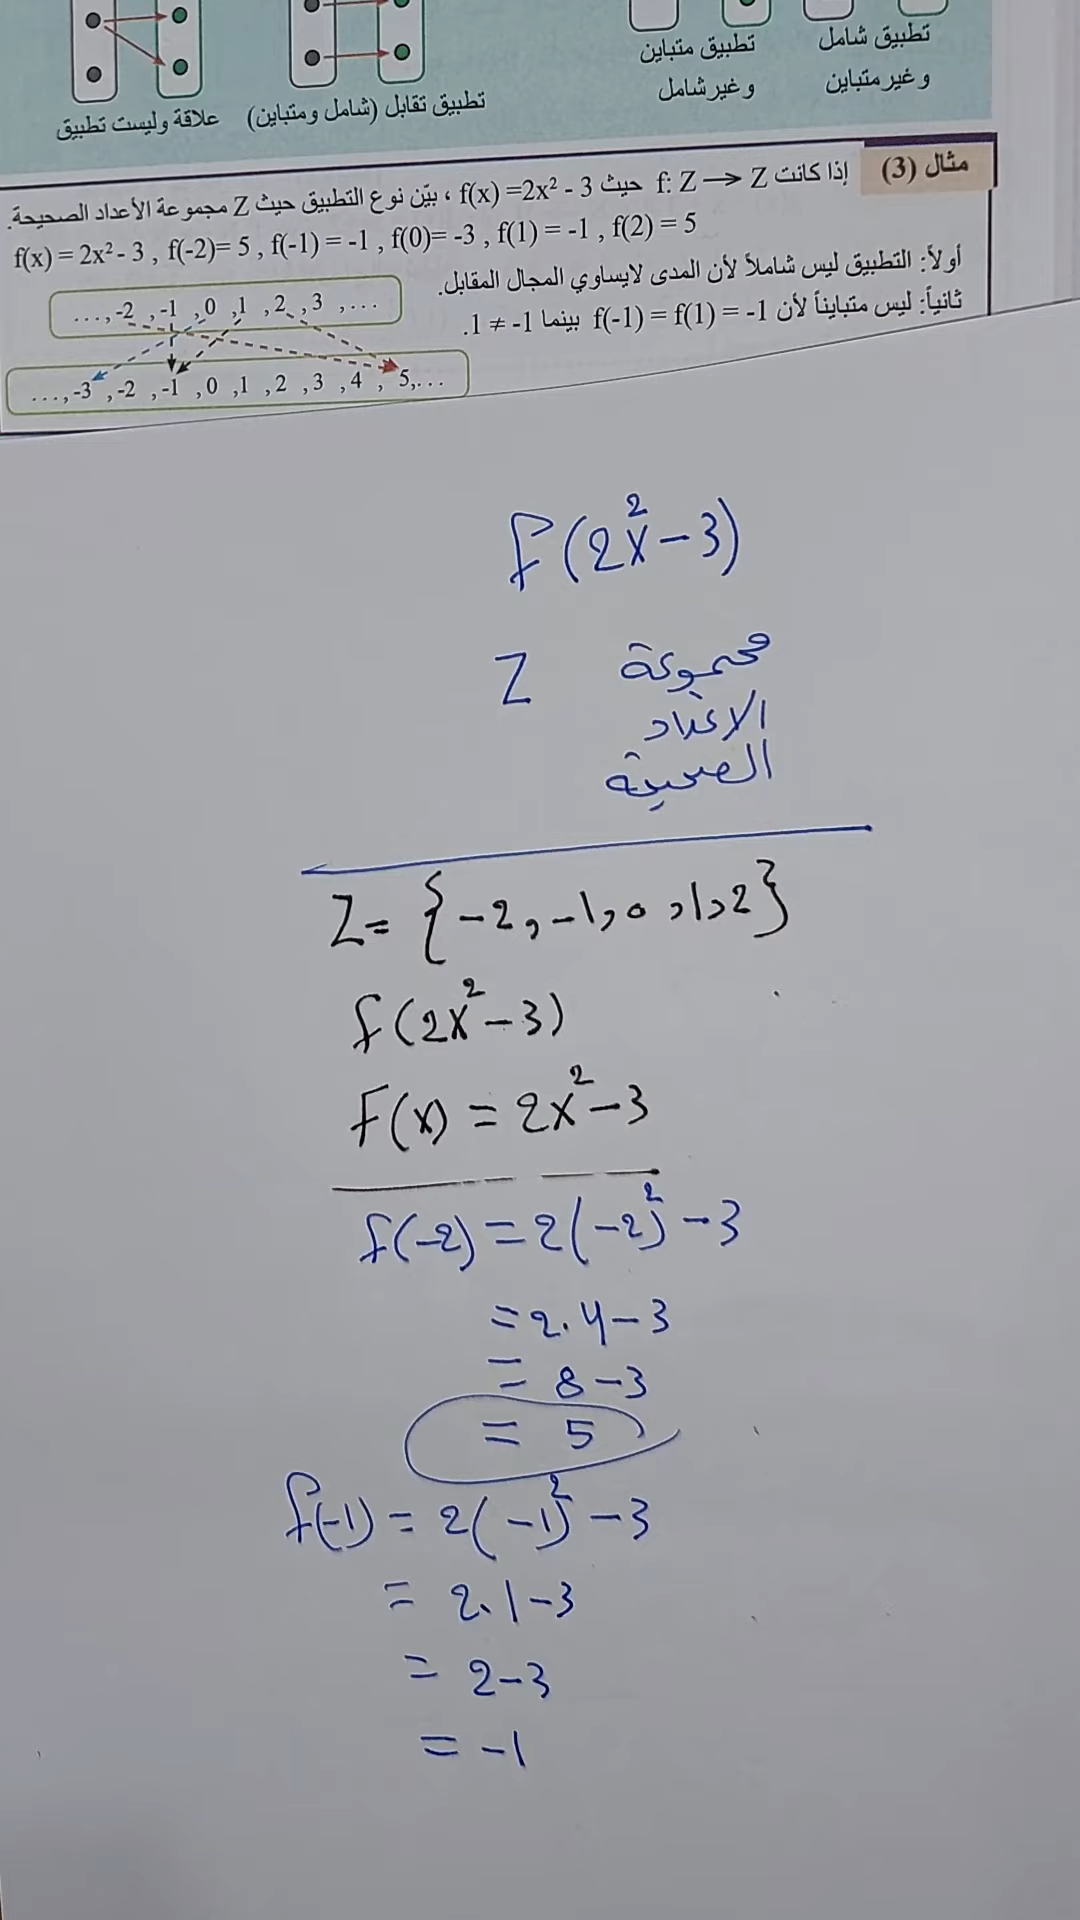 تطبيق شامل
وغير متباين
تطبيق متباين
وغير شامل
تطبيق تقابل (شامل ومتباين)
علاقة وليست تطبيق
مثال (3) إذا كانت f: Z → Z حيث f(x) =2x² - 3 ، بيّن نوع التطبيق حيث Z مجموعة الأعداد الصحيحة.
f(x) = 2x² - 3 , f(-2)= 5 , f(-1) = -1 , f(0)= -3 , f(1) = -1 , f(2) = 5
أولاً: التطبيق ليس شاملاً لأن المدى لايساوي المجال المقابل.
ثانياً: ليس متبايناً لأن f(-1) = f(1) = -1 بينما 1- ≠ 1.
...,-2 ,-1 ,0 ,1 ,2 ,3 ,...
...,-3 ,-2 ,-1 ,0 ,1 ,2 ,3 ,4 , 5,...
f(2x²-3)
Z مجموعة
الاعداد
الصحيحة
Z= {-2, -1, 0, 1, 2}
f(2x²-3)
F(x) = 2x²-3
f(-2) = 2(-2)²-3
=2.4-3
= 8-3
= 5
f(-1) = 2(-1)²-3
= 2.1-3
= 2-3
= -1